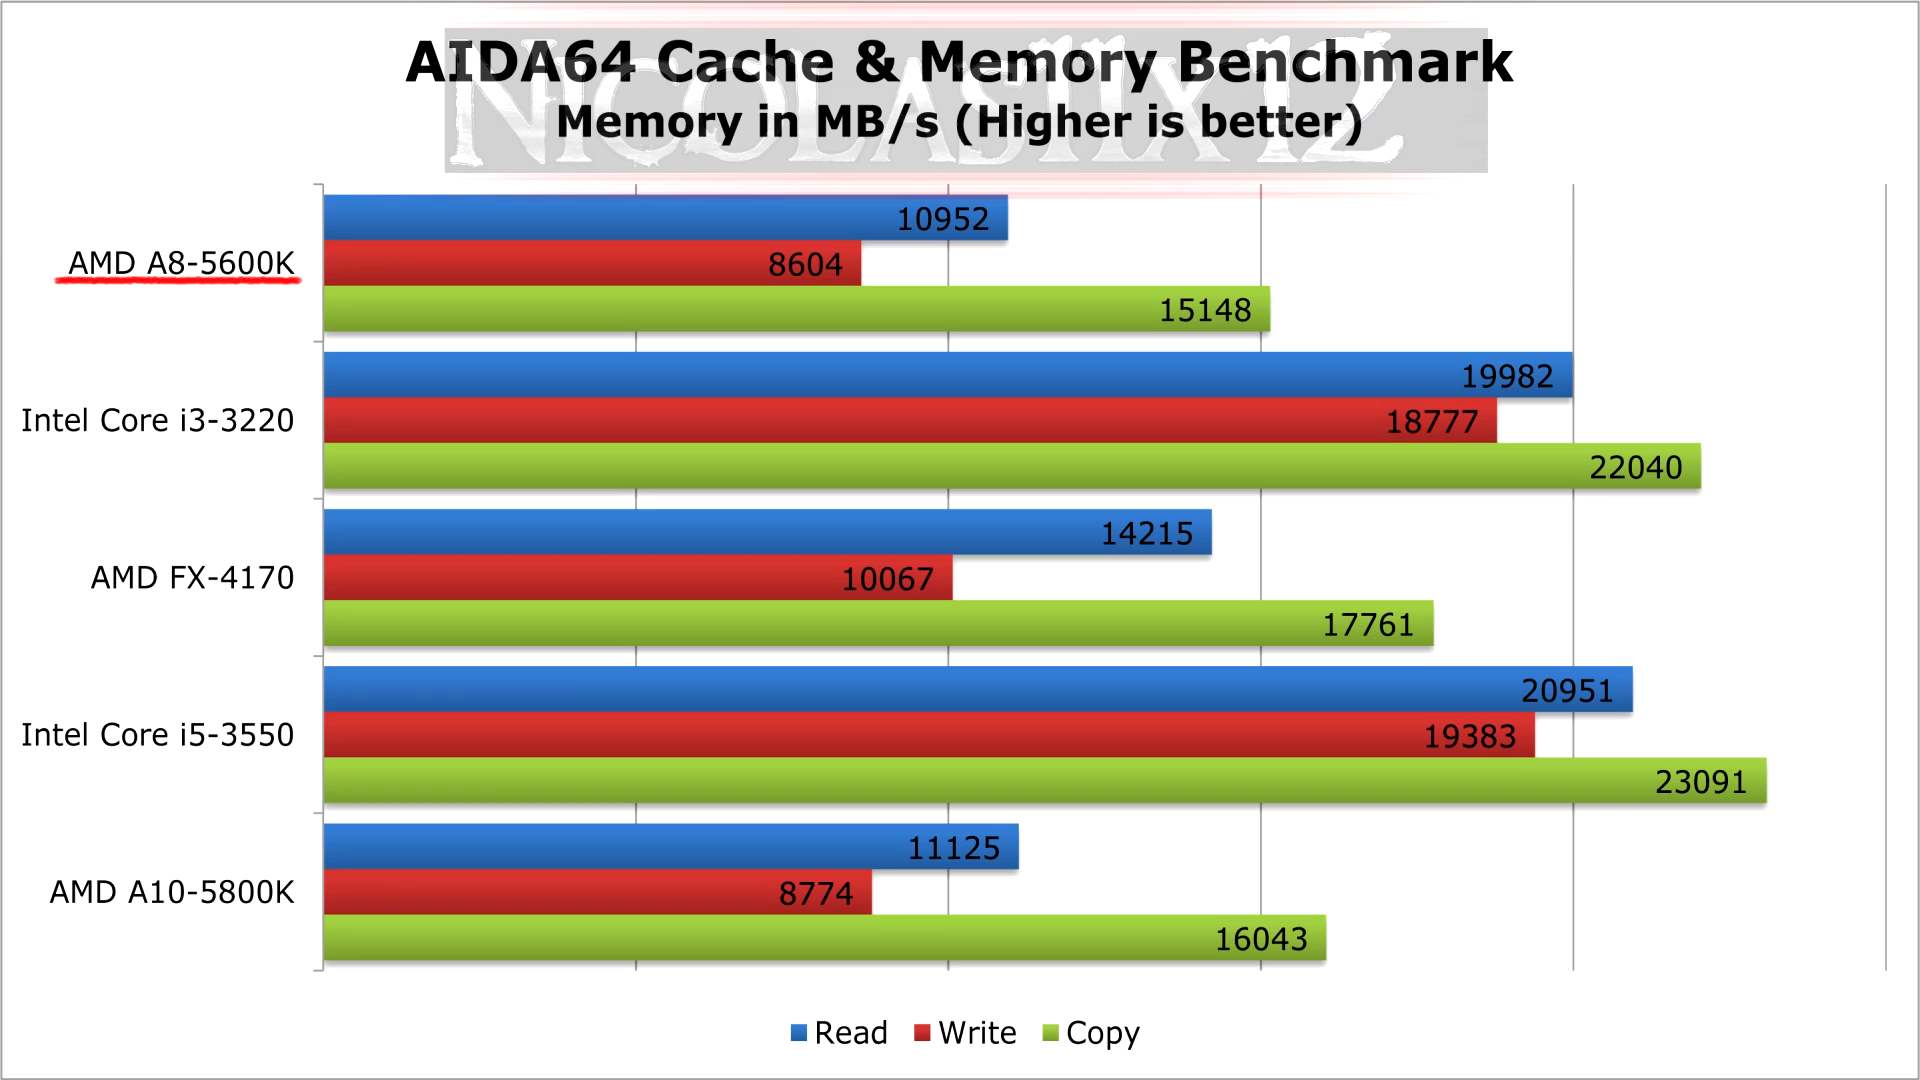 AIDA64 Cache & Memory Benchmark
Memory in MB/s (Higher is better)
NICOLAS11X12
AMD A8-5600K
10952
8604
15148
Intel Core i3-3220
19982
18777
22040
AMD FX-4170
14215
10067
17761
Intel Core i5-3550
20951
19383
23091
AMD A10-5800K
11125
8774
16043
Read Write Copy